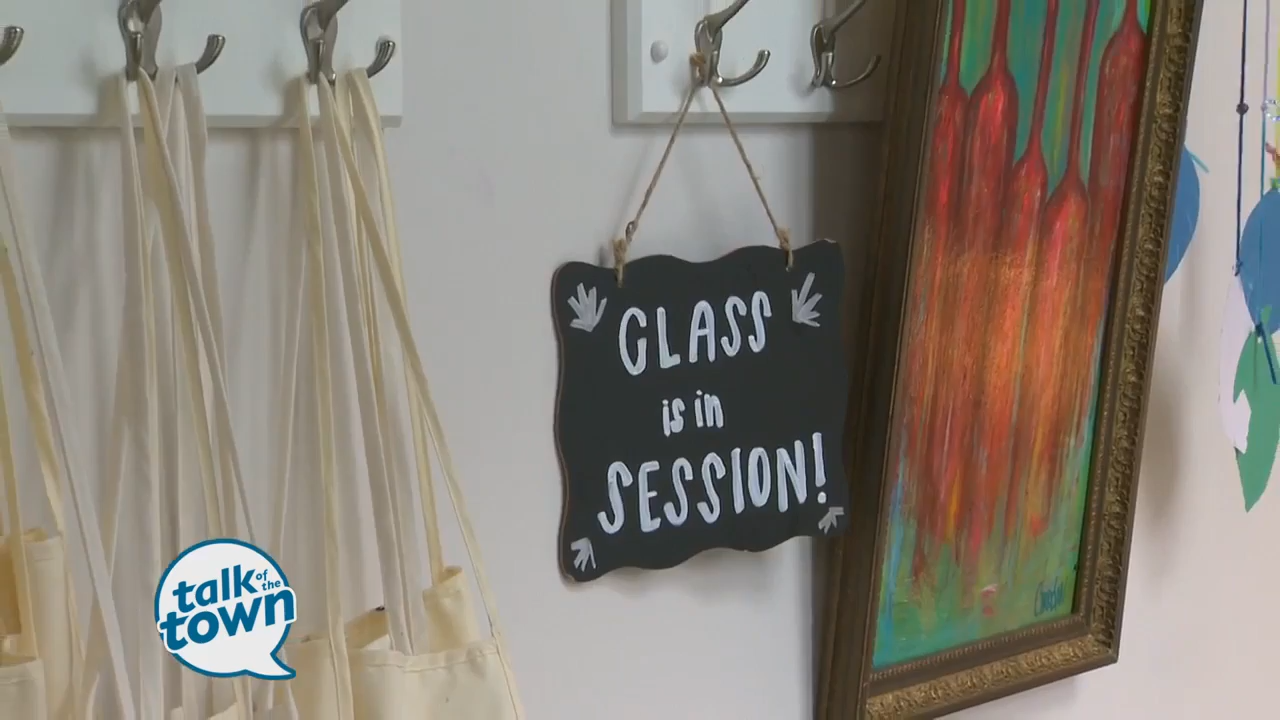 CLASS
is in
SESSION!
talk of the
town